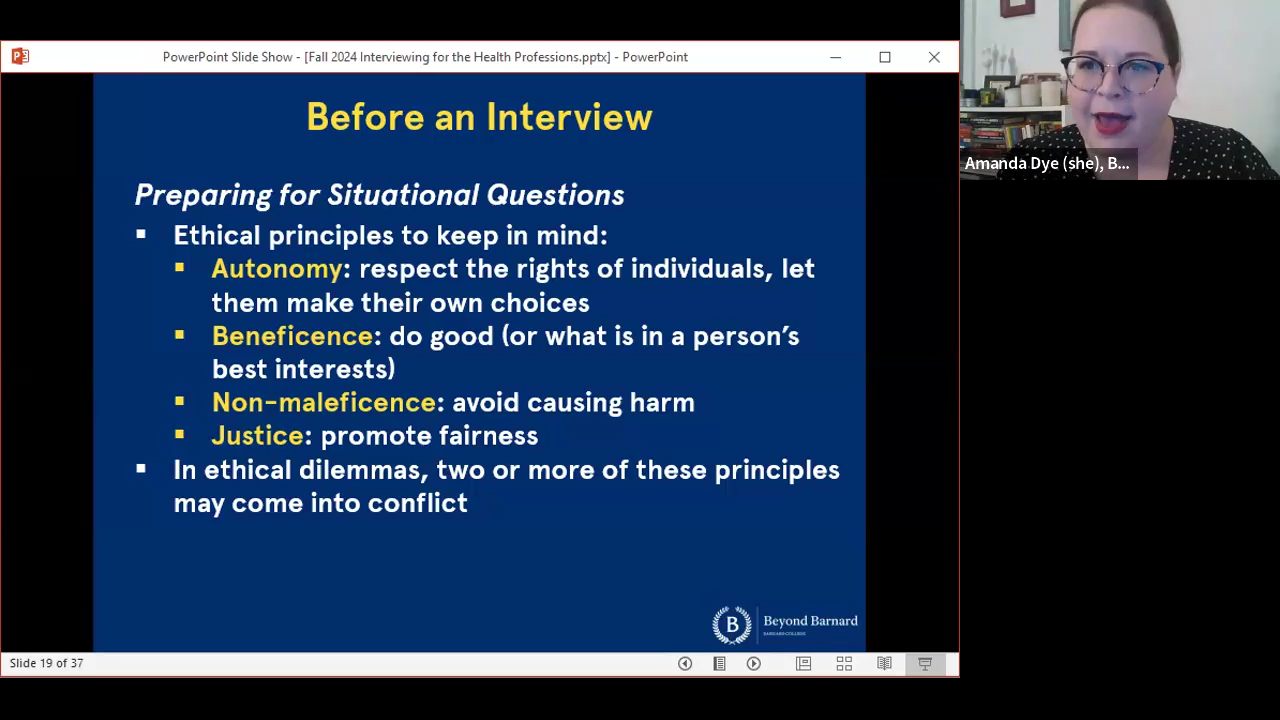 PowerPoint Slide Show - [Fall 2024 Interviewing for the Health Professions.pptx] - PowerPoint
Before an Interview
Preparing for Situational Questions
Ethical principles to keep in mind:
Autonomy: respect the rights of individuals, let
them make their own choices
Beneficence: do good (or what is in a person's
best interests)
Non-maleficence: avoid causing harm
Justice: promote fairness
In ethical dilemmas, two or more of these principles
may come into conflict
B
Beyond Barnard
BARNARD COLLEGE
Slide 19 of 37
Amanda Dye (she), B...